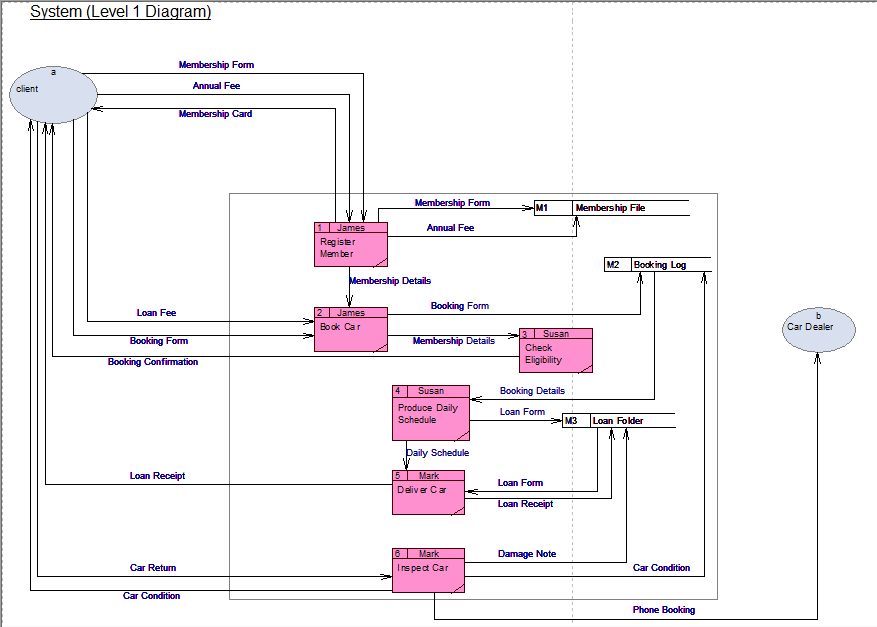 System (Level 1 Diagram)
Membership Form
a
client
Annual Fee
Membership Card
Membership Form
M1 Membership File
1 James
Register
Member
Annual Fee
M2 Booking Log
Membership Details
Booking Form
2 James
Book Car
Loan Fee
b
Car Dealer
3 Susan
Check
Eligibility
Booking Form
Membership Details
Booking Confirmation
4 Susan
Produce Daily
Schedule
Booking Details
Loan Form
M3 Loan Folder
Daily Schedule
5 Mark
Deliver Car
Loan Receipt
Loan Form
Loan Receipt
6 Mark
Inspect Car
Damage Note
Car Return
Car Condition
Car Condition
Phone Booking